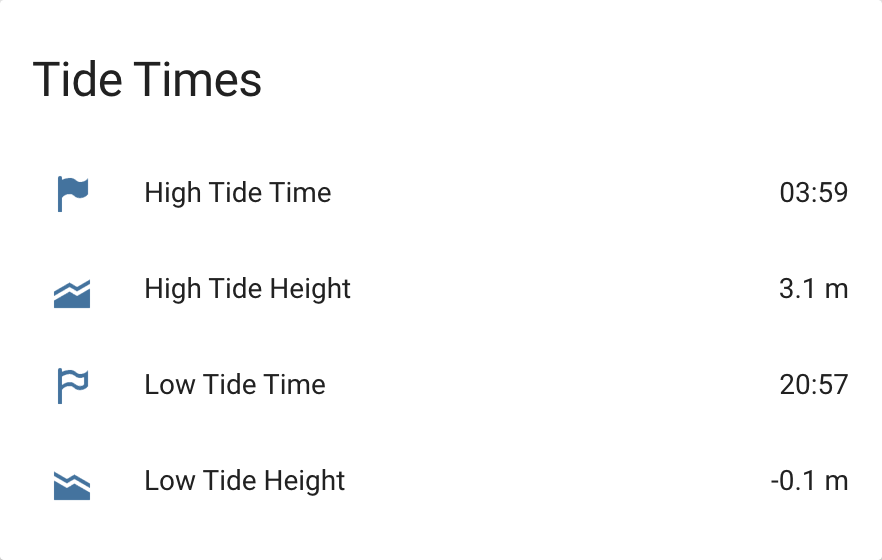 Tide Times
High Tide Time 03:59
High Tide Height 3.1 m
Low Tide Time 20:57
Low Tide Height -0.1 m